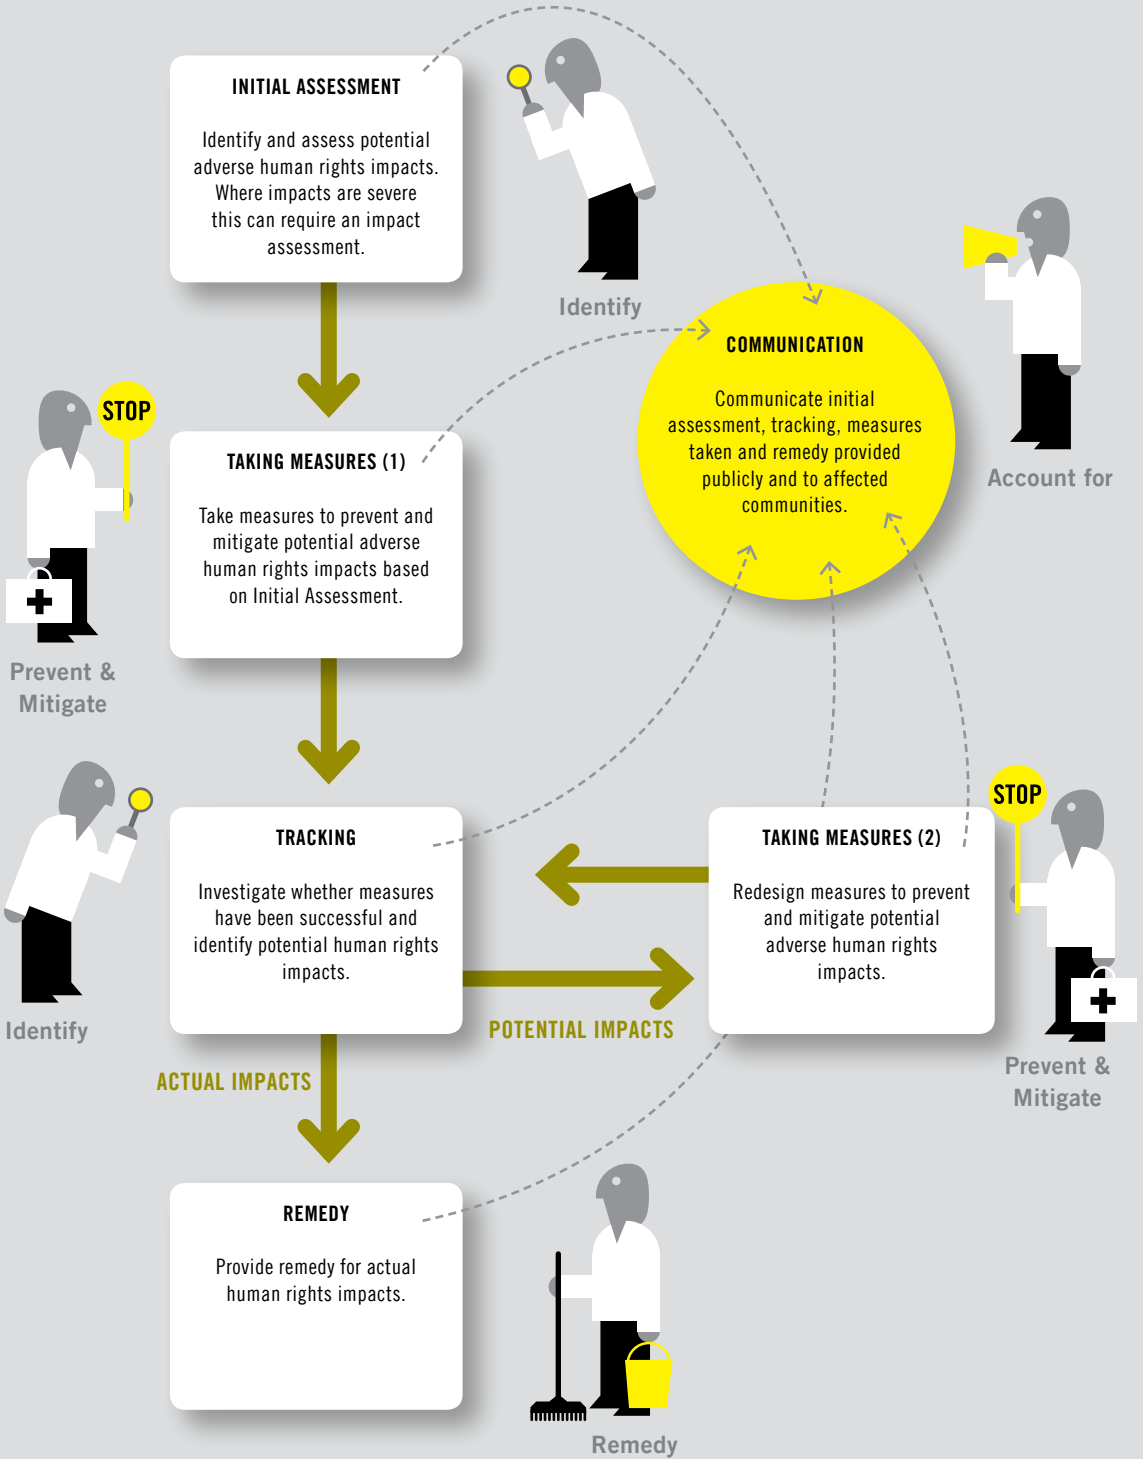 INITIAL ASSESSMENT
Identify and assess potential
adverse human rights impacts.
Where impacts are severe
this can require an impact
assessment.
Identify
COMMUNICATION
Communicate initial
assessment, tracking, measures
taken and remedy provided
publicly and to affected
communities.
Account for
STOP
Prevent &
Mitigate
TAKING MEASURES (1)
Take measures to prevent and
mitigate potential adverse
human rights impacts based
on Initial Assessment.
Identify
TRACKING
Investigate whether measures
have been successful and
identify potential human rights
impacts.
POTENTIAL IMPACTS
ACTUAL IMPACTS
TAKING MEASURES (2)
Redesign measures to prevent
and mitigate potential
adverse human rights
impacts.
STOP
Prevent &
Mitigate
REMEDY
Provide remedy for actual
human rights impacts.
Remedy